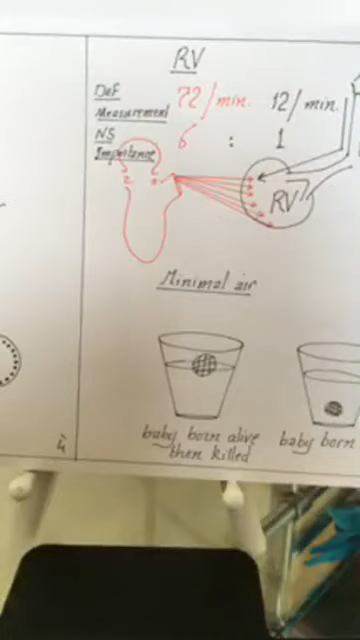 RV
Def 72/min. 12/min.
Measurement
NS 6 : 1
Importance
RV
Minimal air
baby born alive baby born
then killed